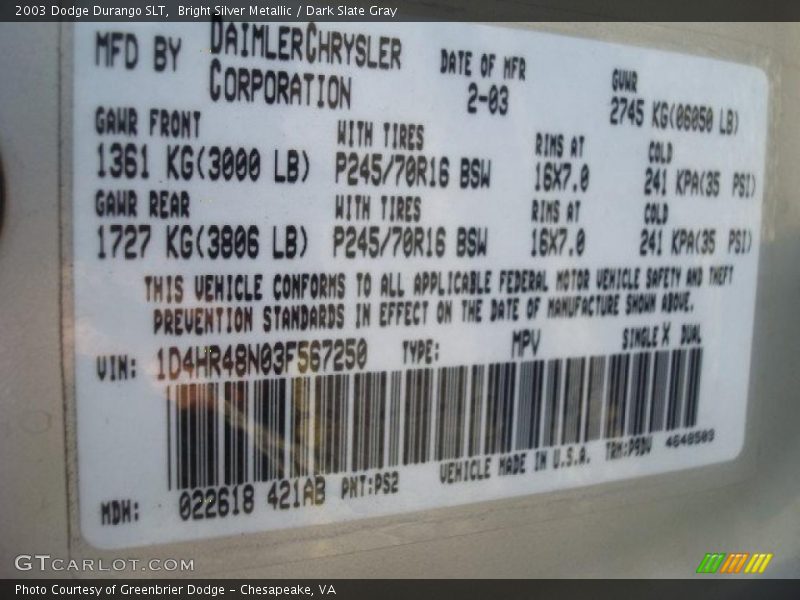 2003 Dodge Durango SLT,  Bright Silver Metallic / Dark Slate Gray
MFD BY DAIMLERCHRYSLER CORPORATION
DATE OF MFR
2-03
GVWR
2745 KG(06050 LB)
GAWR FRONT WITH TIRES RIMS AT COLD
1361 KG(3000 LB) P245/70R16 BSW 16X7.0 241 KPA(35 PSI)
GAWR REAR WITH TIRES RIMS AT COLD
1727 KG(3806 LB) P245/70R16 BSW 16X7.0 241 KPA(35 PSI)
THIS VEHICLE CONFORMS TO ALL APPLICABLE FEDERAL MOTOR VEHICLE SAFETY AND THEFT
PREVENTION STANDARDS IN EFFECT ON THE DATE OF MANUFACTURE SHOWN ABOVE.
VIN: 1D4HR48N03F567250 TYPE: MPV SINGLE X DUAL
MDH: 022618 421AB PNT:PS2 VEHICLE MADE IN U.S.A. TRM:P9DV 4648503
GTCARLOT.COM
Photo Courtesy of Greenbrier Dodge – Chesapeake, VA